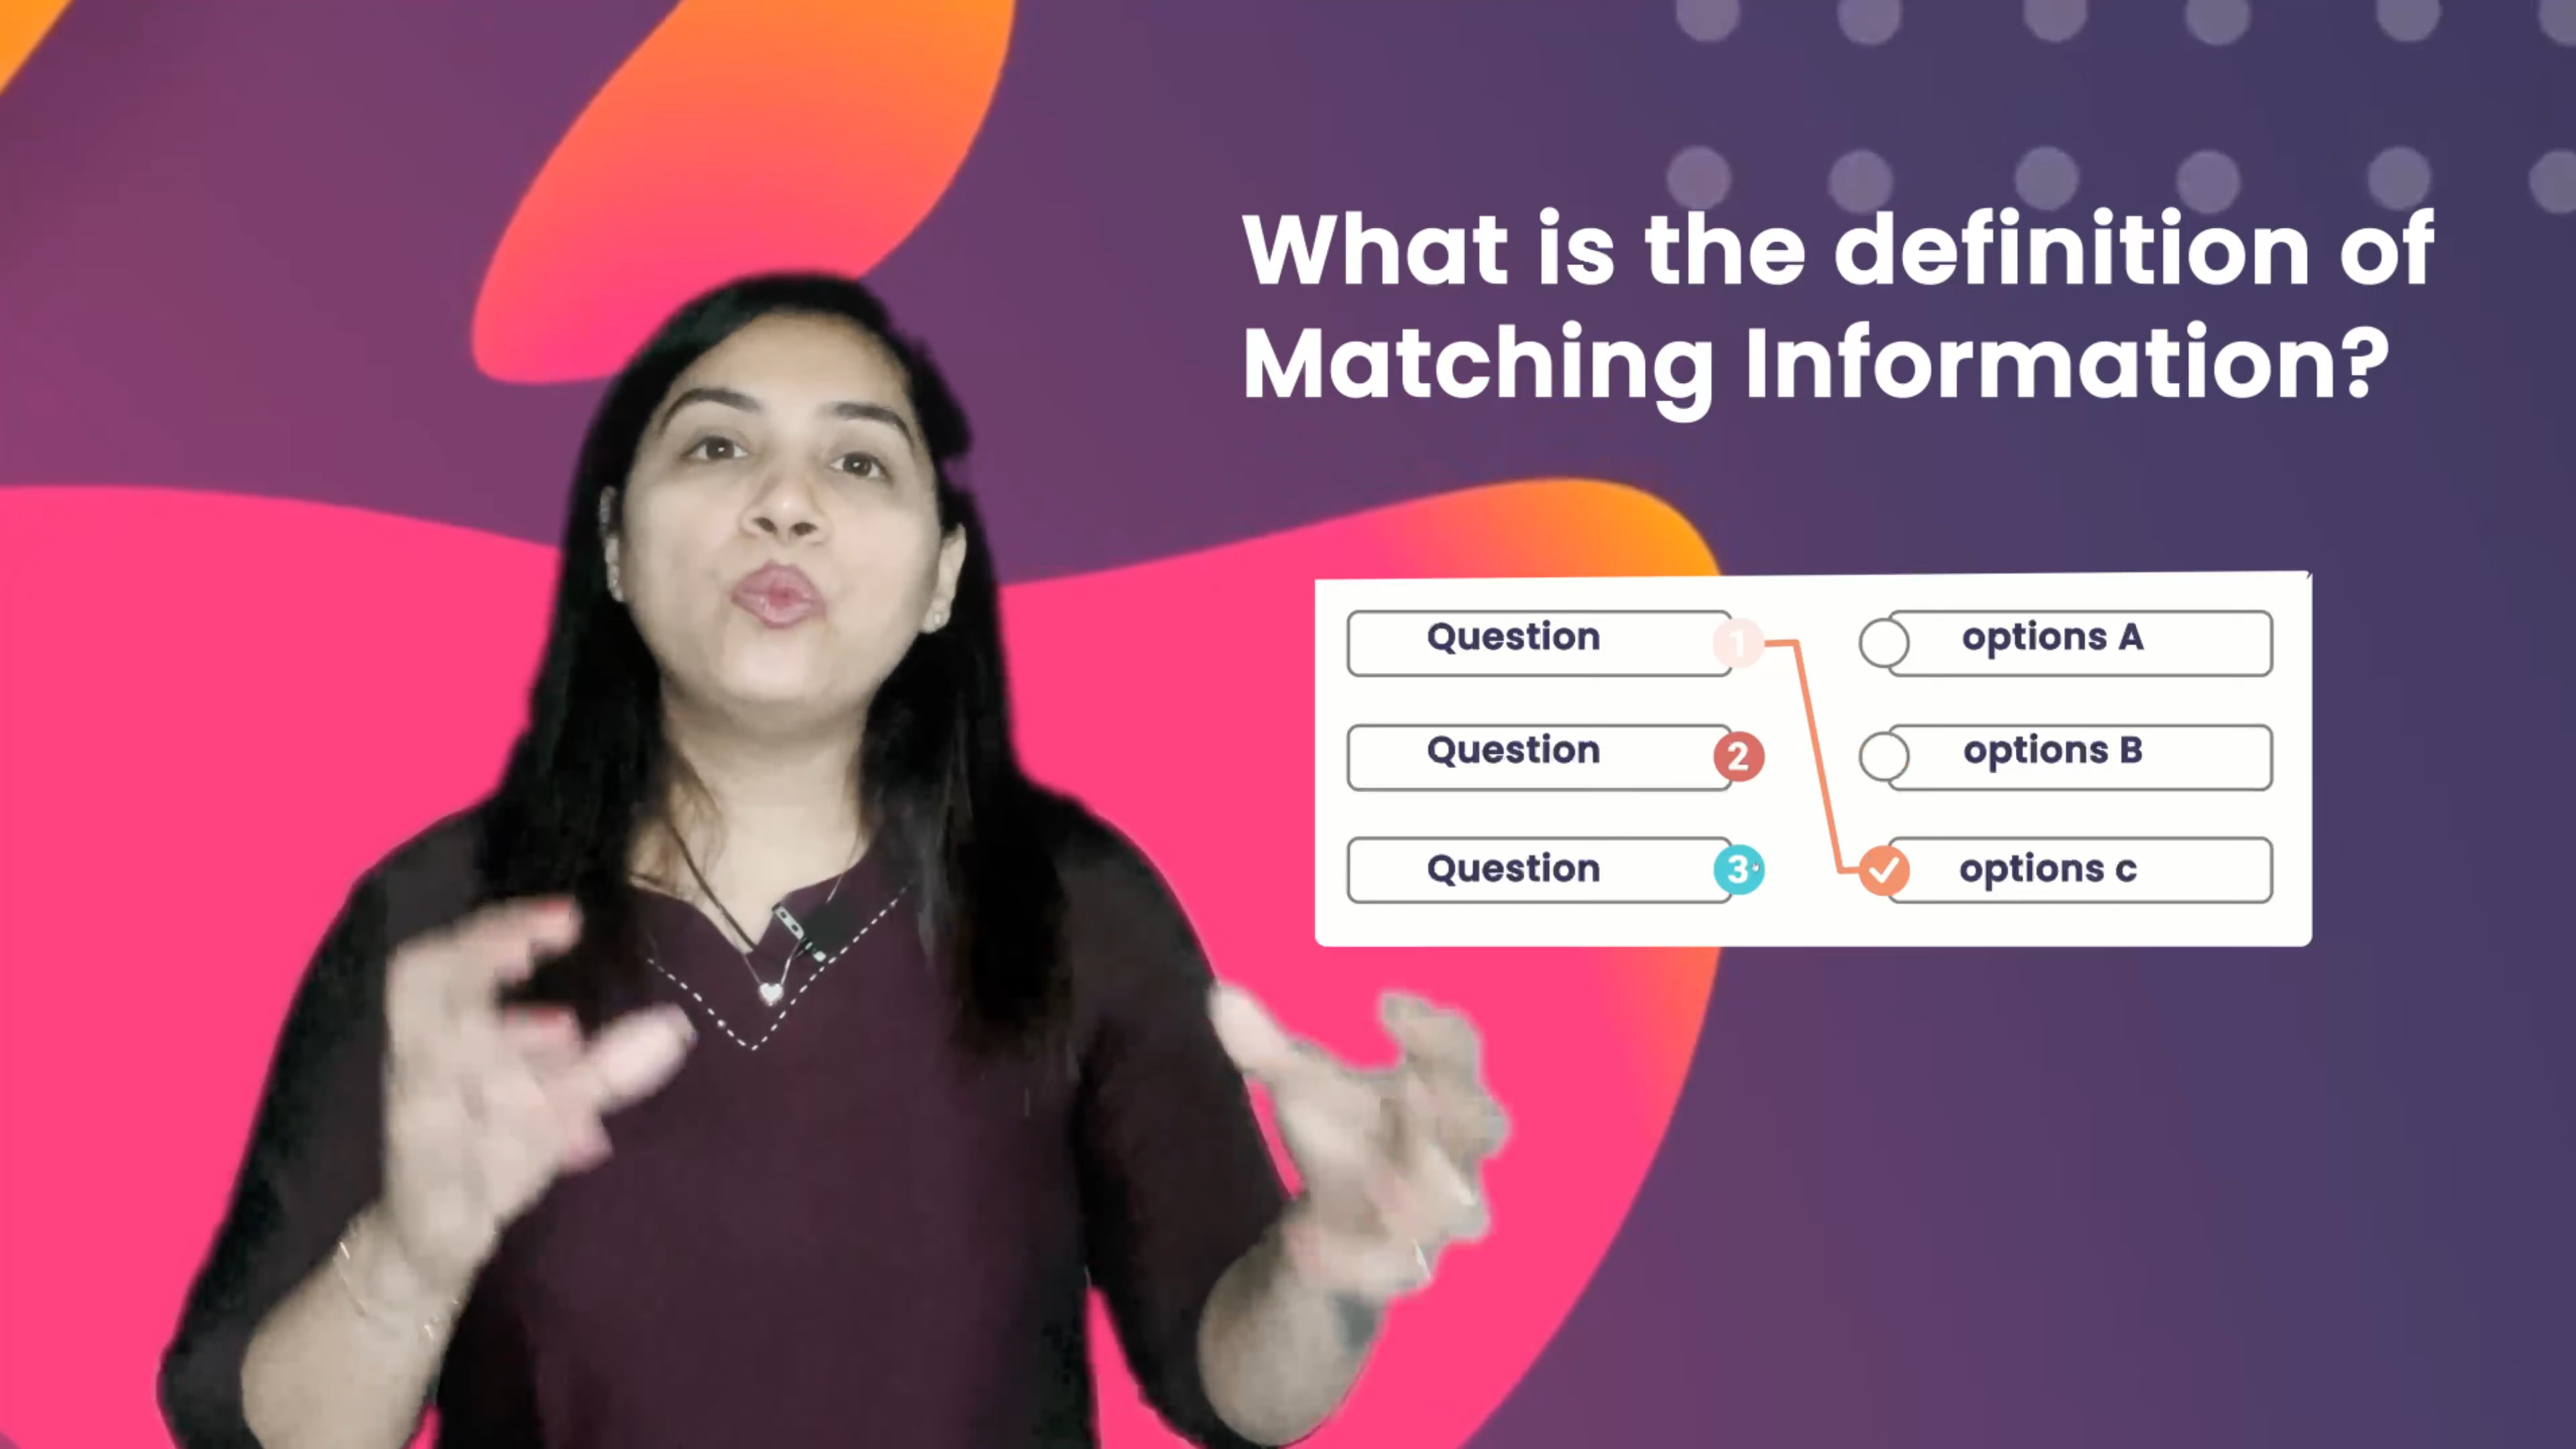 What is the definition of
Matching Information?
Question 1 options A
Question 2 options B
Question 3 options c